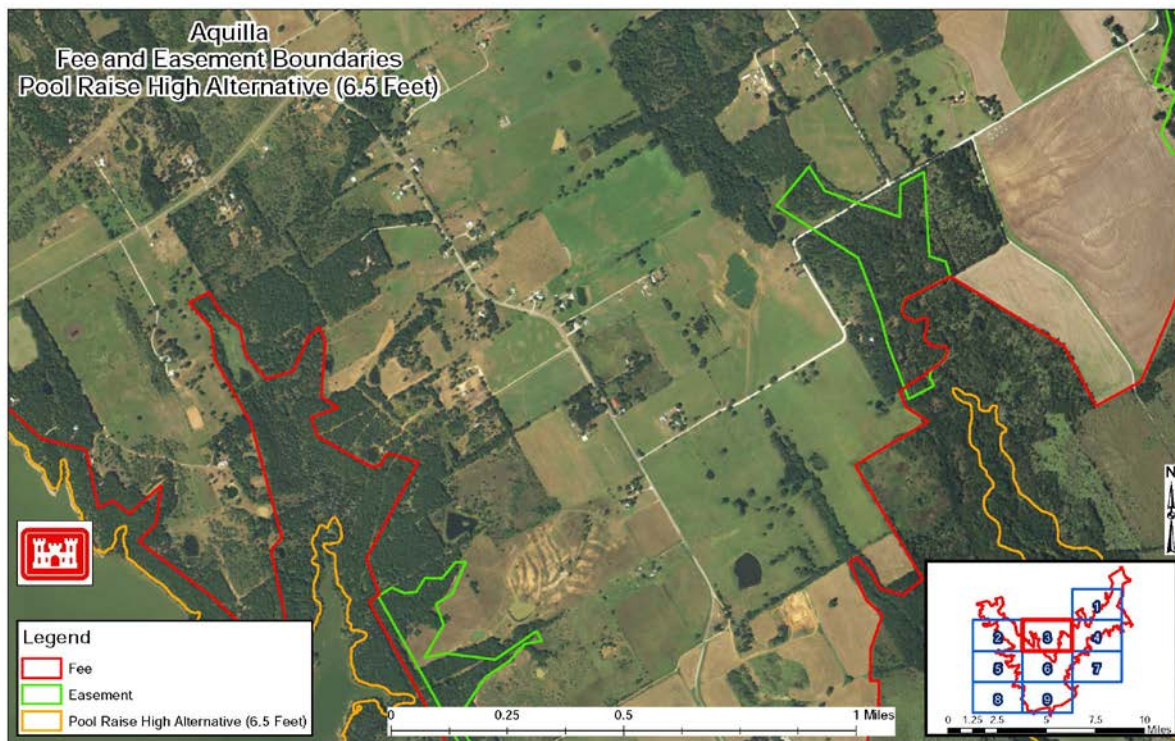 Aquilla
Fee and Easement Boundaries
Pool Raise High Alternative (6.5 Feet)
N
Legend
Fee
Easement
Pool Raise High Alternative (6.5 Feet)
0 0.25 0.5 1 Miles
1
2 3 4
5 6 7
8 9
0 1.25 2.5 5 7.5 10
Miles